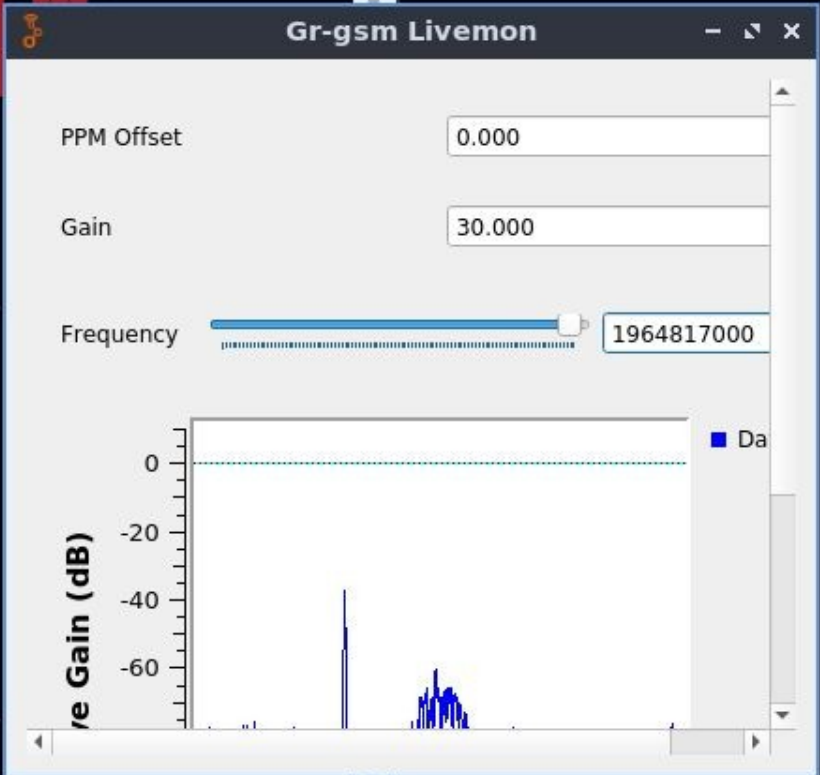 Gr-gsm Livemon
PPM Offset 0.000
Gain 30.000
Frequency 1964817000
Da
0
-20
-40
-60
ve Gain (dB)